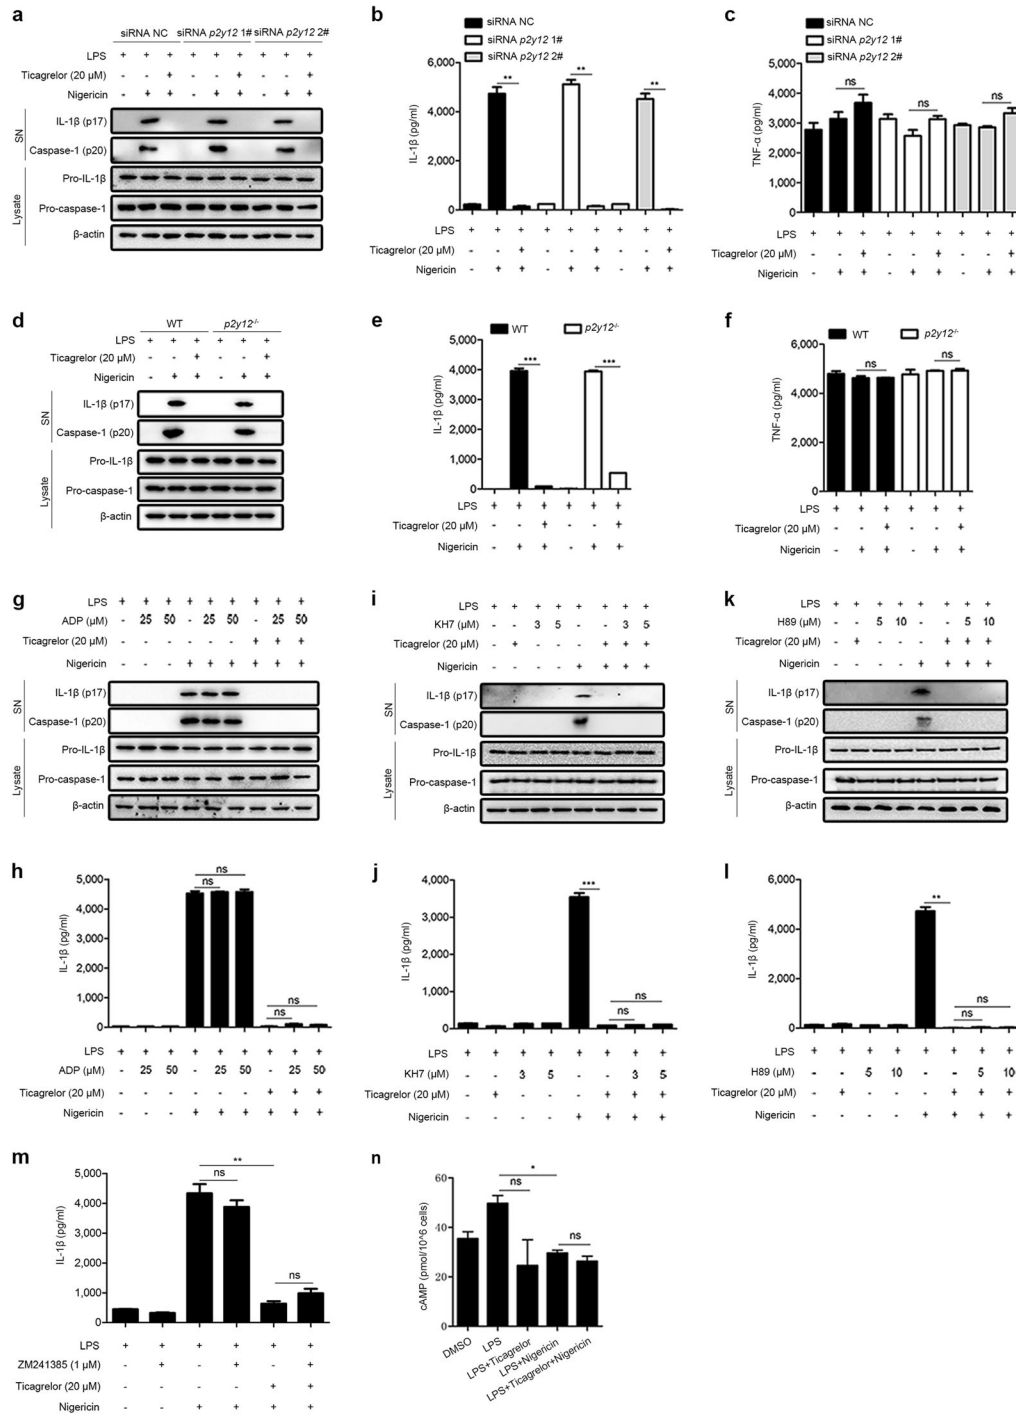 a
siRNA NC siRNA p2y12 1# siRNA p2y12 2#
LPS + + + + + + + + +
Ticagrelor (20 μM) - - + - - + - - +
Nigericin - + + - + + - + +
SN
IL-1β (p17)
Caspase-1 (p20)
Lysate
Pro-IL-1β
Pro-caspase-1
β-actin
b
siRNA NC
siRNA p2y12 1#
siRNA p2y12 2#
IL-1β (pg/ml)
6,000
4,000
2,000
0
** ** **
LPS + + + + + + + + +
Ticagrelor (20 μM) - - + - - + - - +
Nigericin - + + - + + - + +
c
siRNA NC
siRNA p2y12 1#
siRNA p2y12 2#
TNF-α (pg/ml)
5,000
4,000
3,000
2,000
1,000
0
ns ns ns
LPS + + + + + + + + +
Ticagrelor (20 μM) - - + - - + - - +
Nigericin - + + - + + - + +
d
WT p2y12-/-
LPS + + + + + +
Ticagrelor (20 μM) - - + - - +
Nigericin - + + - + +
SN
IL-1β (p17)
Caspase-1 (p20)
Lysate
Pro-IL-1β
Pro-caspase-1
β-actin
e
WT p2y12-/-
IL-1β (pg/ml)
5,000
4,000
3,000
2,000
1,000
0
*** ***
LPS + + + + + +
Ticagrelor (20 μM) - - + - - +
Nigericin - + + - + +
f
WT p2y12-/-
TNF-α (pg/ml)
6,000
4,000
2,000
0
ns ns
LPS + + + + + +
Ticagrelor (20 μM) - - + - - +
Nigericin - + + - + +
g
LPS + + + + + + + + +
ADP (μM) - 25 50 - 25 50 - 25 50
Ticagrelor (20 μM) - - - - - - + + +
Nigericin - - - + + + + + +
SN
IL-1β (p17)
Caspase-1 (p20)
Lysate
Pro-IL-1β
Pro-caspase-1
β-actin
i
LPS + + + + + + + +
KH7 (μM) - - 3 5 - - 3 5
Ticagrelor (20 μM) - + - - - + + +
Nigericin - - - - + + + +
SN
IL-1β (p17)
Caspase-1 (p20)
Lysate
Pro-IL-1β
Pro-caspase-1
β-actin
k
LPS + + + + + + + +
H89 (μM) - - 5 10 - - 5 10
Ticagrelor (20 μM) - + - - - + + +
Nigericin - - - - + + + +
SN
IL-1β (p17)
Caspase-1 (p20)
Lysate
Pro-IL-1β
Pro-caspase-1
β-actin
h
IL-1β (pg/ml)
6,000
5,000
4,000
3,000
2,000
1,000
0
ns
ns
ns
ns
LPS + + + + + + + + +
ADP (μM) - 25 50 - 25 50 - 25 50
Ticagrelor (20 μM) - - - - - - + + +
Nigericin - - - + + + + + +
j
IL-1β (pg/ml)
4,000
3,000
2,000
1,000
0
***
ns
ns
LPS + + + + + + + +
KH7 (μM) - - 3 5 - - 3 5
Ticagrelor (20 μM) - + - - - + + +
Nigericin - - - - + + + +
l
IL-1β (pg/ml)
6,000
4,000
2,000
0
**
ns
ns
LPS + + + + + + + +
H89 (μM) - - 5 10 - - 5 10
Ticagrelor (20 μM) - + - - - + + +
Nigericin - - - - + + + +
m
IL-1β (pg/ml)
5,000
4,000
3,000
2,000
1,000
0
**
ns
ns
LPS + + + + + +
ZM241385 (1 μM) - + - + - +
Ticagrelor (20 μM) - - - - + +
Nigericin - - + + + +
n
cAMP (pmol/10^6 cells)
60
40
20
0
*
ns
ns
DMSO
LPS
LPS+Ticagrelor
LPS+Nigericin
LPS+Ticagrelor+Nigericin